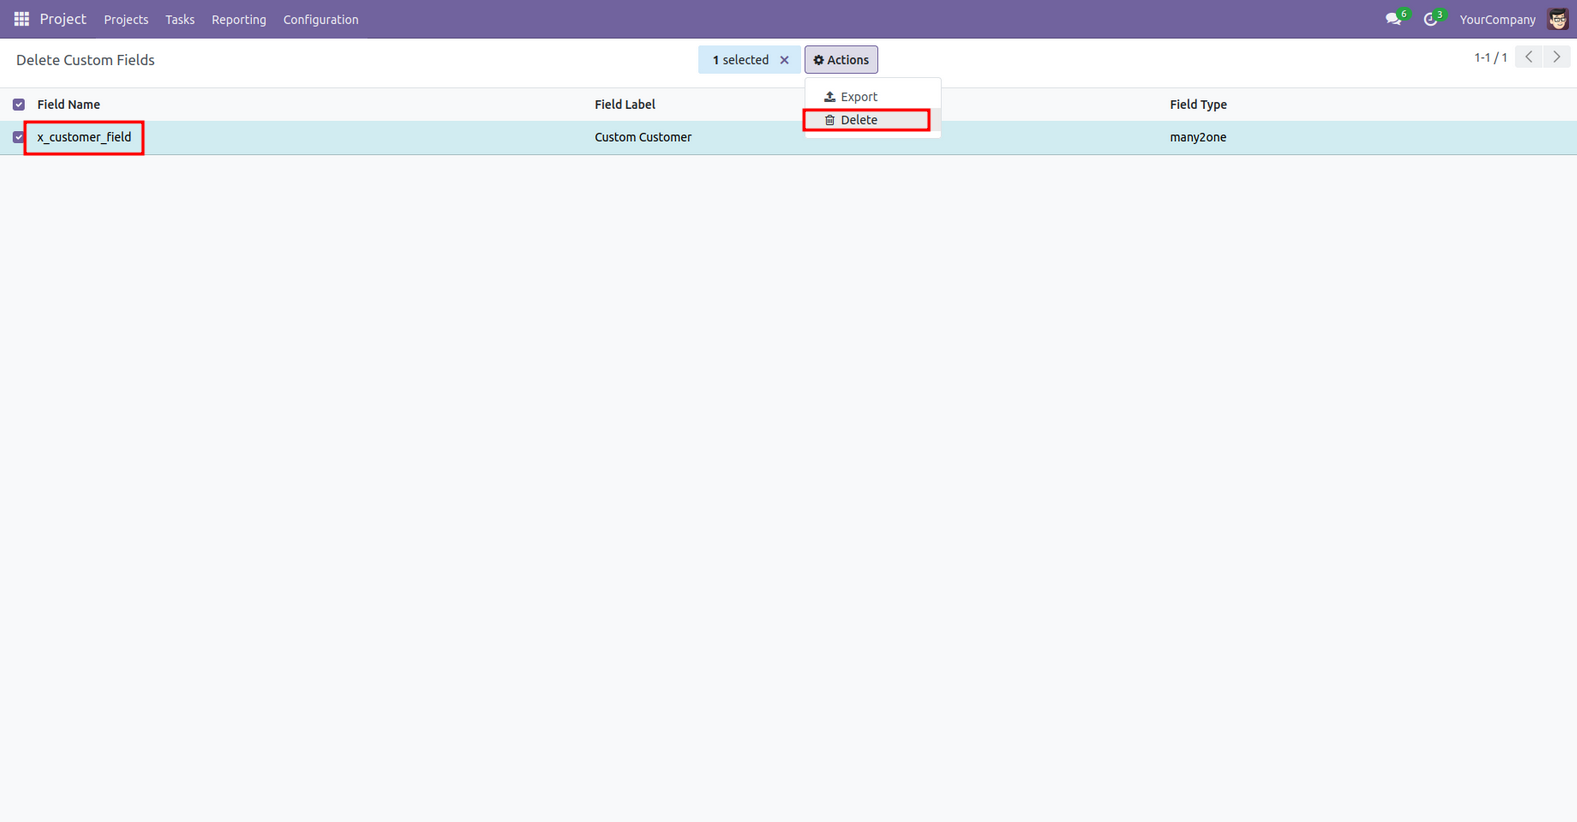 Project Projects Tasks Reporting Configuration 6 3 YourCompany
Delete Custom Fields 1 selected Actions 1-1 / 1
Export
Delete
Field Name Field Label Field Type
x_customer_field Custom Customer many2one